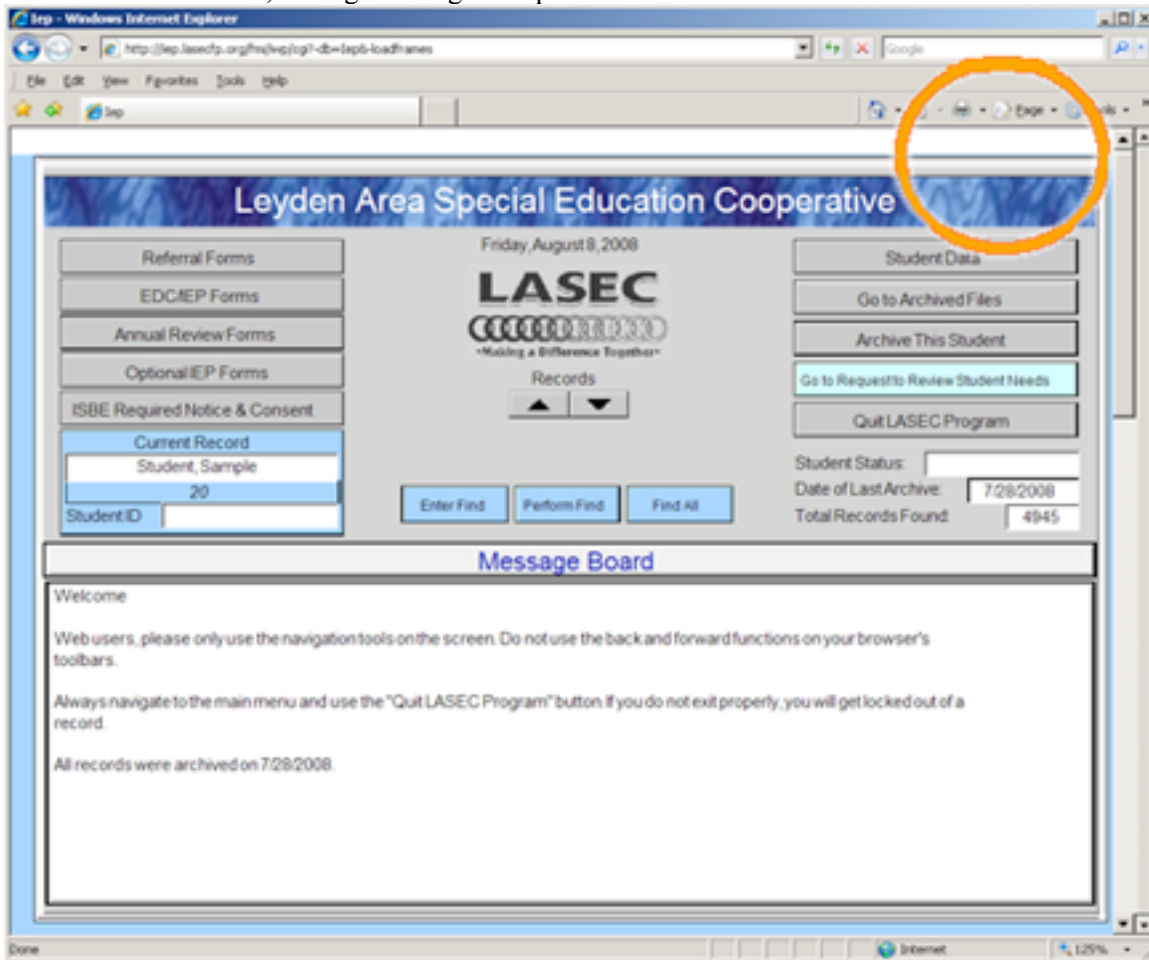 Iep - Windows Internet Explorer
Google
File Edit View Favorites Tools Help
Iep
Page
Leyden Area Special Education Cooperative
Friday, August 8, 2008
Referral Forms
EDC/IEP Forms
Annual Review Forms
Optional IEP Forms
ISBE Required Notice & Consent
Current Record
Student, Sample
20
Student ID
LASEC
-Making a Difference Together-
Records
Enter Find Perform Find Find All
Student Data
Go to Archived Files
Archive This Student
Go to Request to Review Student Needs
Quit LASEC Program
Student Status:
Date of Last Archive: 7/28/2008
Total Records Found: 4945
Message Board
Welcome
Web users, please only use the navigation tools on the screen. Do not use the back and forward functions on your browser's
toolbars.
Always navigate to the main menu and use the "Quit LASEC Program" button. If you do not exit properly, you will get locked out of a
record.
All records were archived on 7/28/2008.
Done
Internet
125%